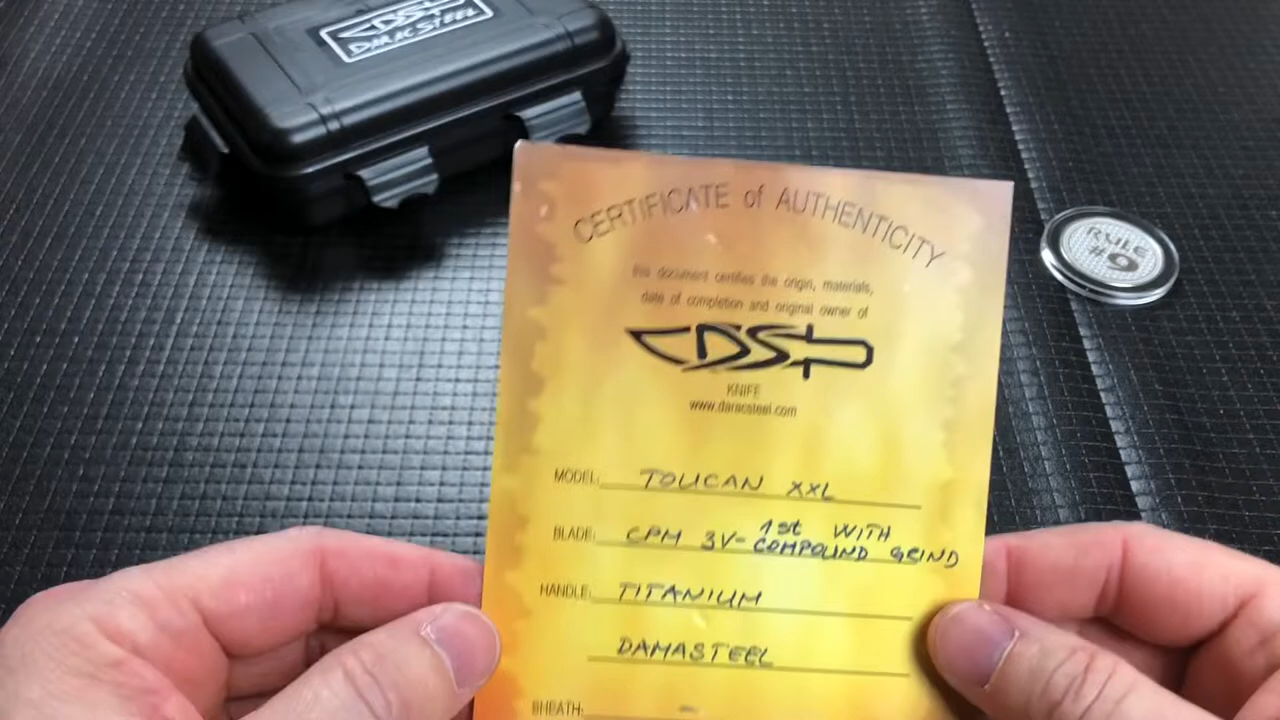 CDS
DARACSTEEL
CERTIFICATE of AUTHENTICITY
this document certifies the origin, materials,
date of completion and original owner of
CDS
KNIFE
www.daracsteel.com
MODEL: TOUCAN XXL
BLADE: CPM 3V- 1st WITH
COMPOUND GRIND
HANDLE: TITANIUM
DAMASTEEL
SHEATH: -
RULE
#9